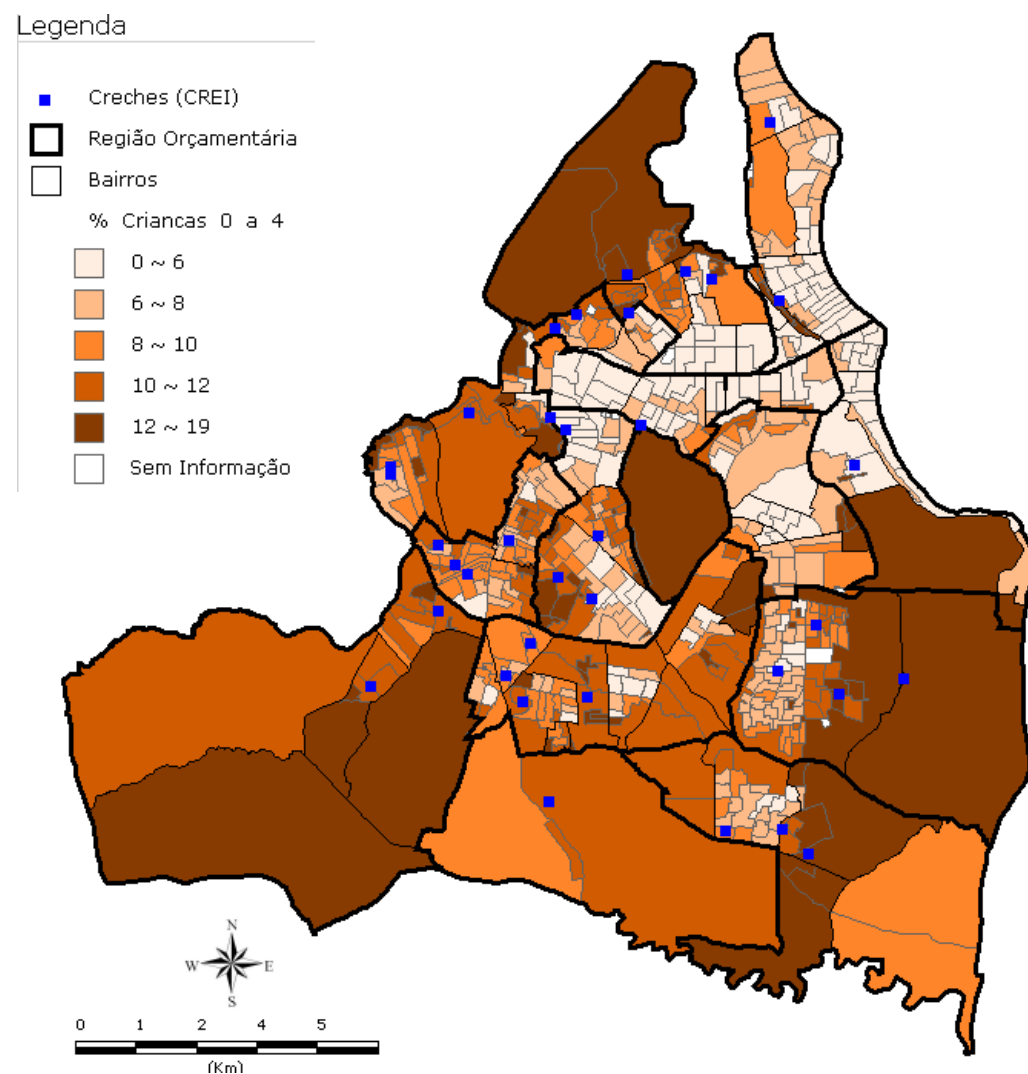 Legenda
Creches (CREI)
Região Orçamentária
Bairros
% Criancas 0 a 4
0 ~ 6
6 ~ 8
8 ~ 10
10 ~ 12
12 ~ 19
Sem Informação
N
W E
S
0 1 2 4 5
(Km)